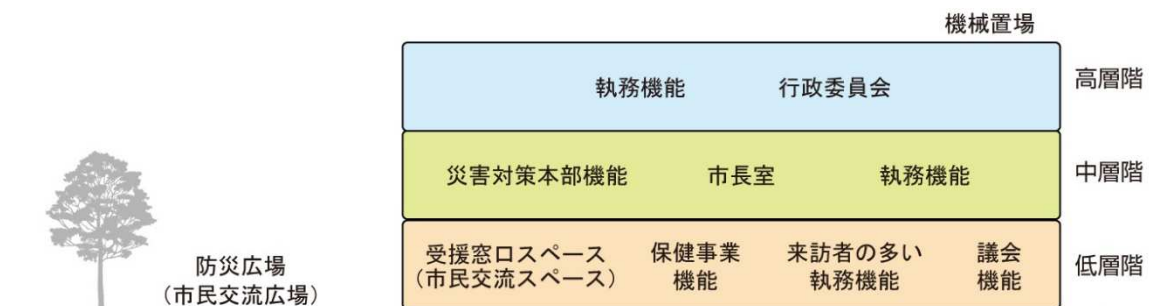 機械置場
執務機能 行政委員会 高層階
災害対策本部機能 市長室 執務機能 中層階
受援窓口スペース
(市民交流スペース)
保健事業
機能
来訪者の多い
執務機能
議会
機能
低層階
防災広場
(市民交流広場)